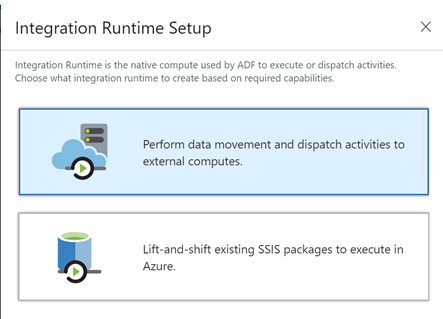 Integration Runtime Setup
Integration Runtime is the native compute used by ADF to execute or dispatch activities.
Choose what integration runtime to create based on required capabilities.
Perform data movement and dispatch activities to
external computes.
Lift-and-shift existing SSIS packages to execute in
Azure.